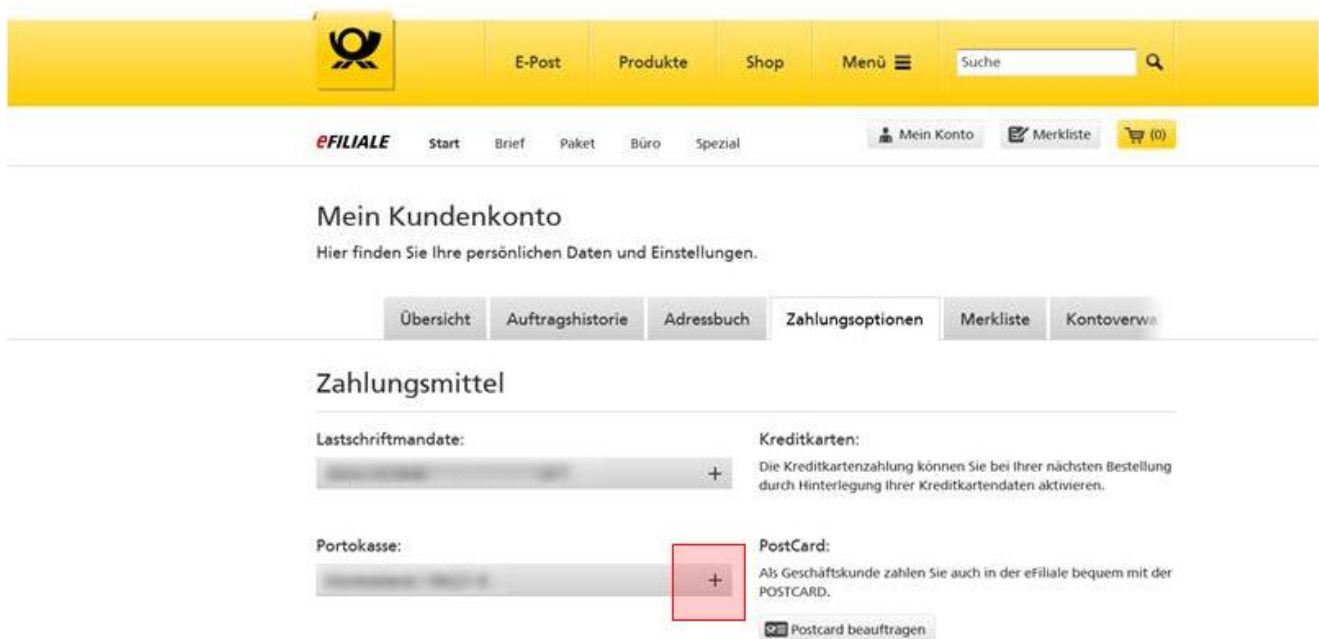 E-Post Produkte Shop Menü Suche
eFILIALE Start Brief Paket Büro Spezial Mein Konto Merkliste (0)
Mein Kundenkonto
Hier finden Sie Ihre persönlichen Daten und Einstellungen.
Übersicht Auftragshistorie Adressbuch Zahlungsoptionen Merkliste Kontoverwa
Zahlungsmittel
Lastschriftmandate:
+
Kreditkarten:
Die Kreditkartenzahlung können Sie bei Ihrer nächsten Bestellung
durch Hinterlegung Ihrer Kreditkartendaten aktivieren.
Portokasse:
+
PostCard:
Als Geschäftskunde zahlen Sie auch in der eFiliale bequem mit der
POSTCARD.
Postcard beauftragen